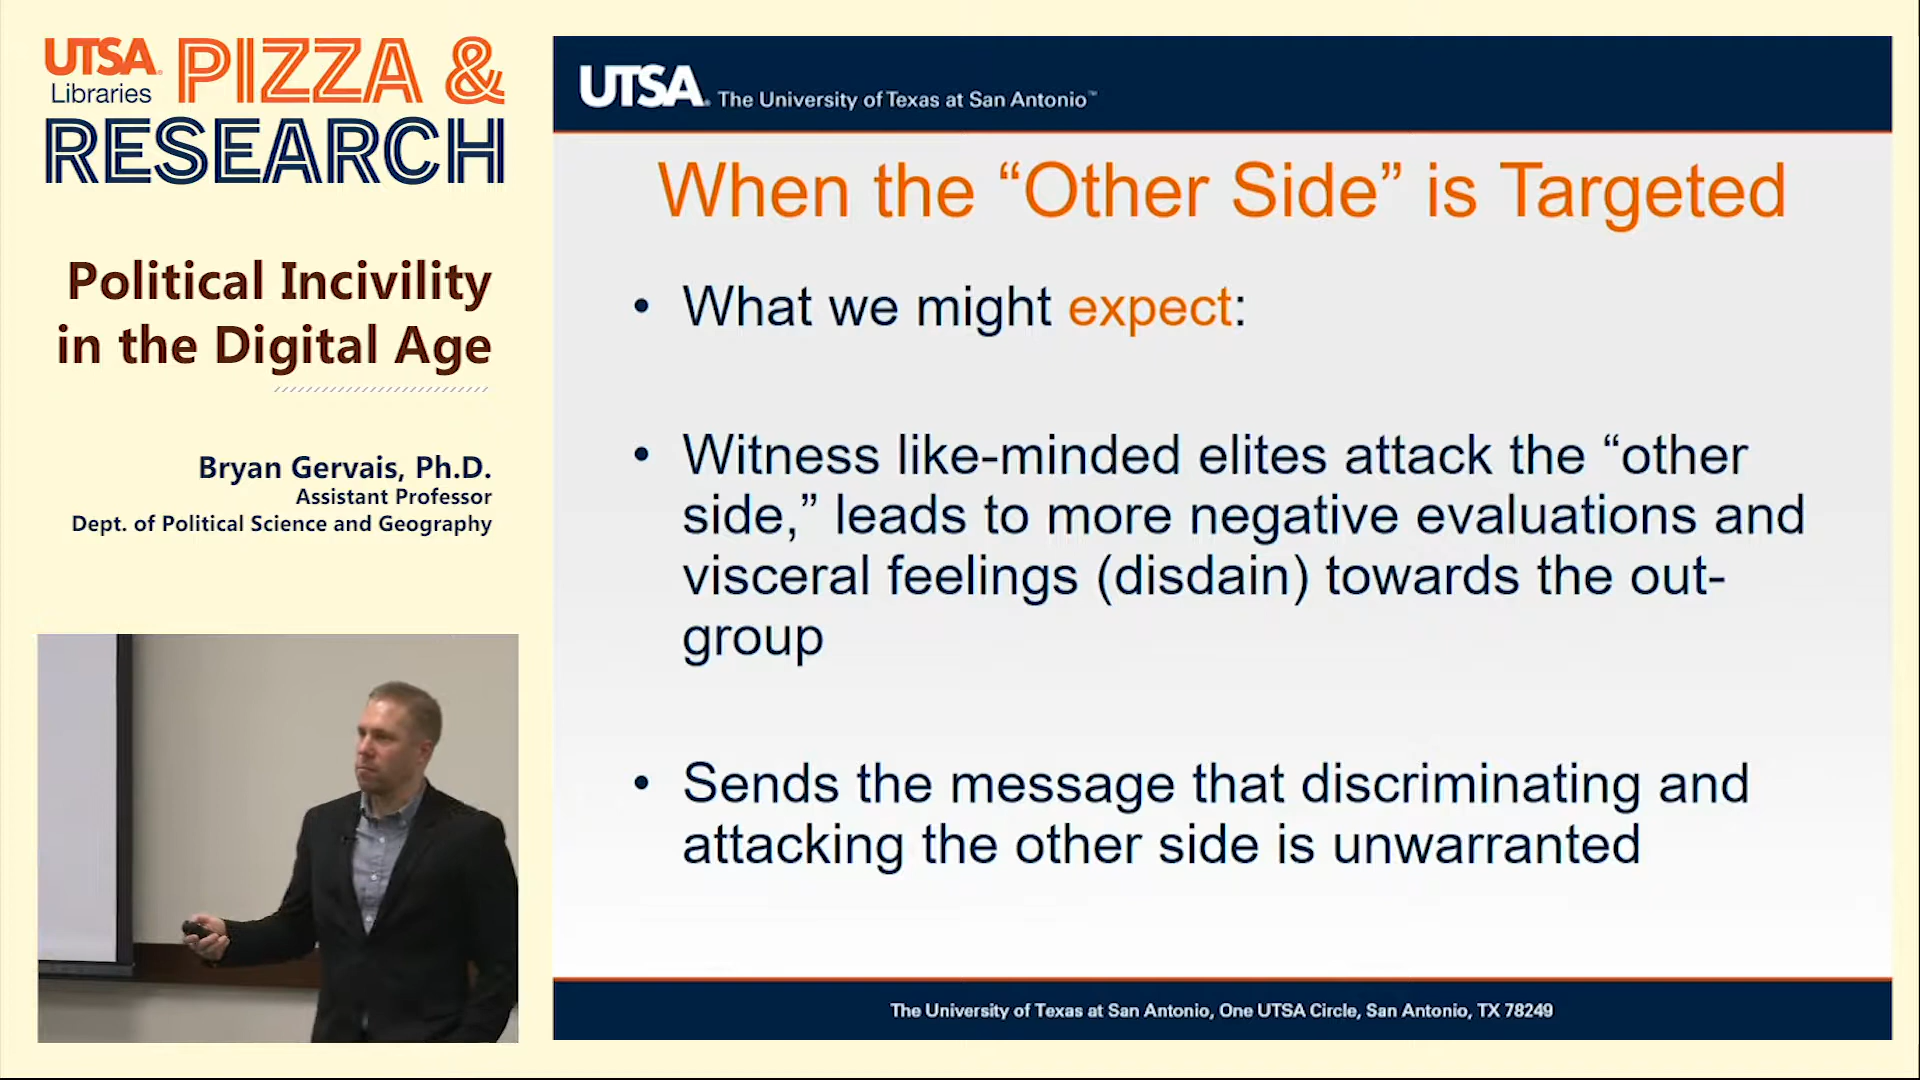 UTSA
Libraries
PIZZA &
RESEARCH
Political Incivility
in the Digital Age
Bryan Gervais, Ph.D.
Assistant Professor
Dept. of Political Science and Geography
UTSA. The University of Texas at San Antonio™
When the “Other Side” is Targeted
• What we might expect:
• Witness like-minded elites attack the “other
side,” leads to more negative evaluations and
visceral feelings (disdain) towards the out-
group
• Sends the message that discriminating and
attacking the other side is unwarranted
The University of Texas at San Antonio, One UTSA Circle, San Antonio, TX 78249